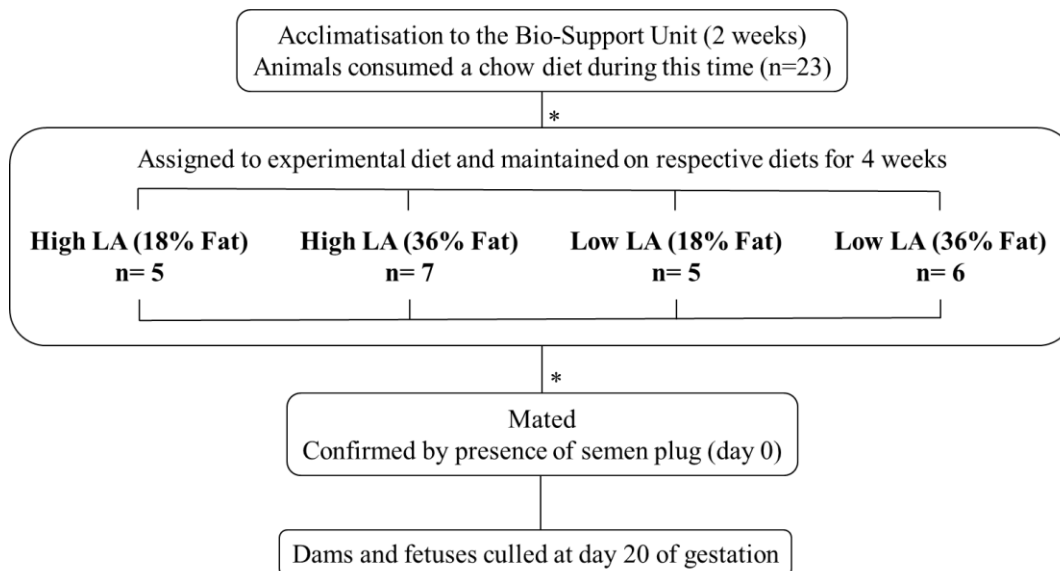 Acclimatisation to the Bio-Support Unit (2 weeks)
Animals consumed a chow diet during this time (n=23)
*
Assigned to experimental diet and maintained on respective diets for 4 weeks
High LA (18% Fat)
n= 5
High LA (36% Fat)
n= 7
Low LA (18% Fat)
n= 5
Low LA (36% Fat)
n= 6
*
Mated
Confirmed by presence of semen plug (day 0)
Dams and fetuses culled at day 20 of gestation